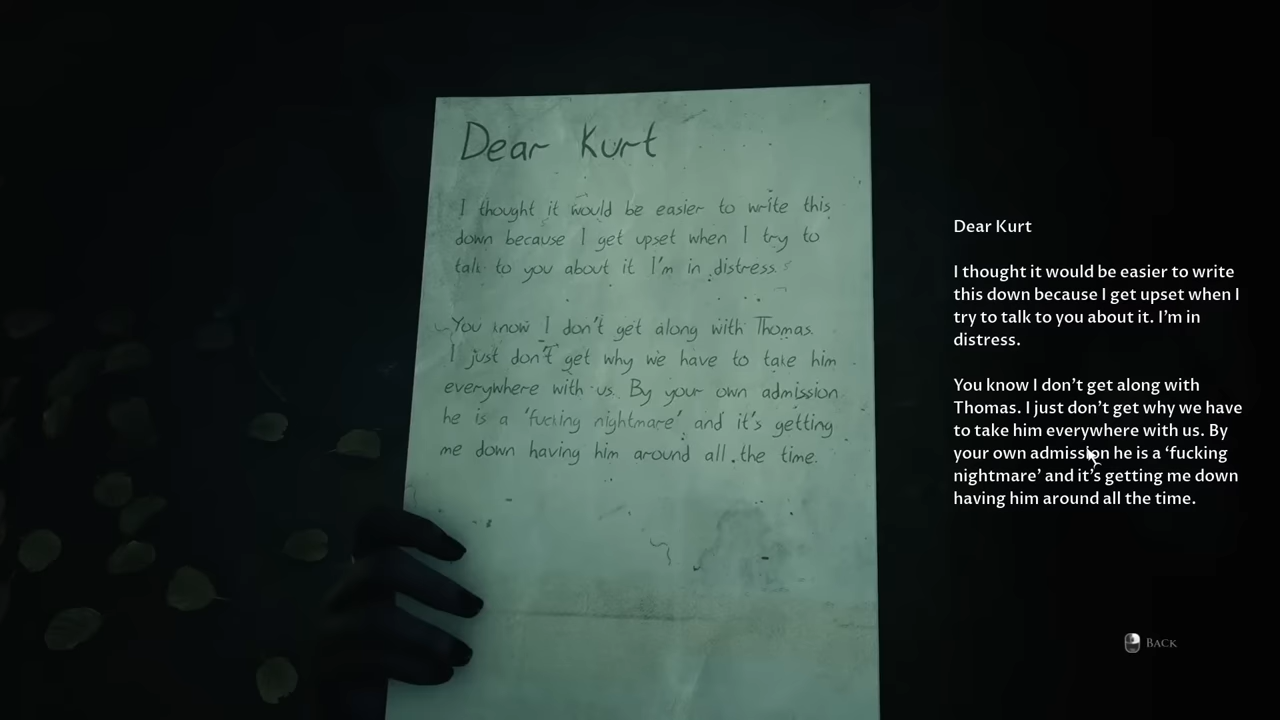 Dear Kurt
I thought it would be easier to write this
down because I get upset when I try to
talk to you about it I'm in distress.
You know I don't get along with Thomas.
I just don't get why we have to take him
everywhere with us. By your own admission
he is a 'fucking nightmare' and it's getting
me down having him around all the time.
Dear Kurt
I thought it would be easier to write
this down because I get upset when I
try to talk to you about it. I'm in
distress.
You know I don't get along with
Thomas. I just don't get why we have
to take him everywhere with us. By
your own admission he is a 'fucking
nightmare' and it's getting me down
having him around all the time.
BACK